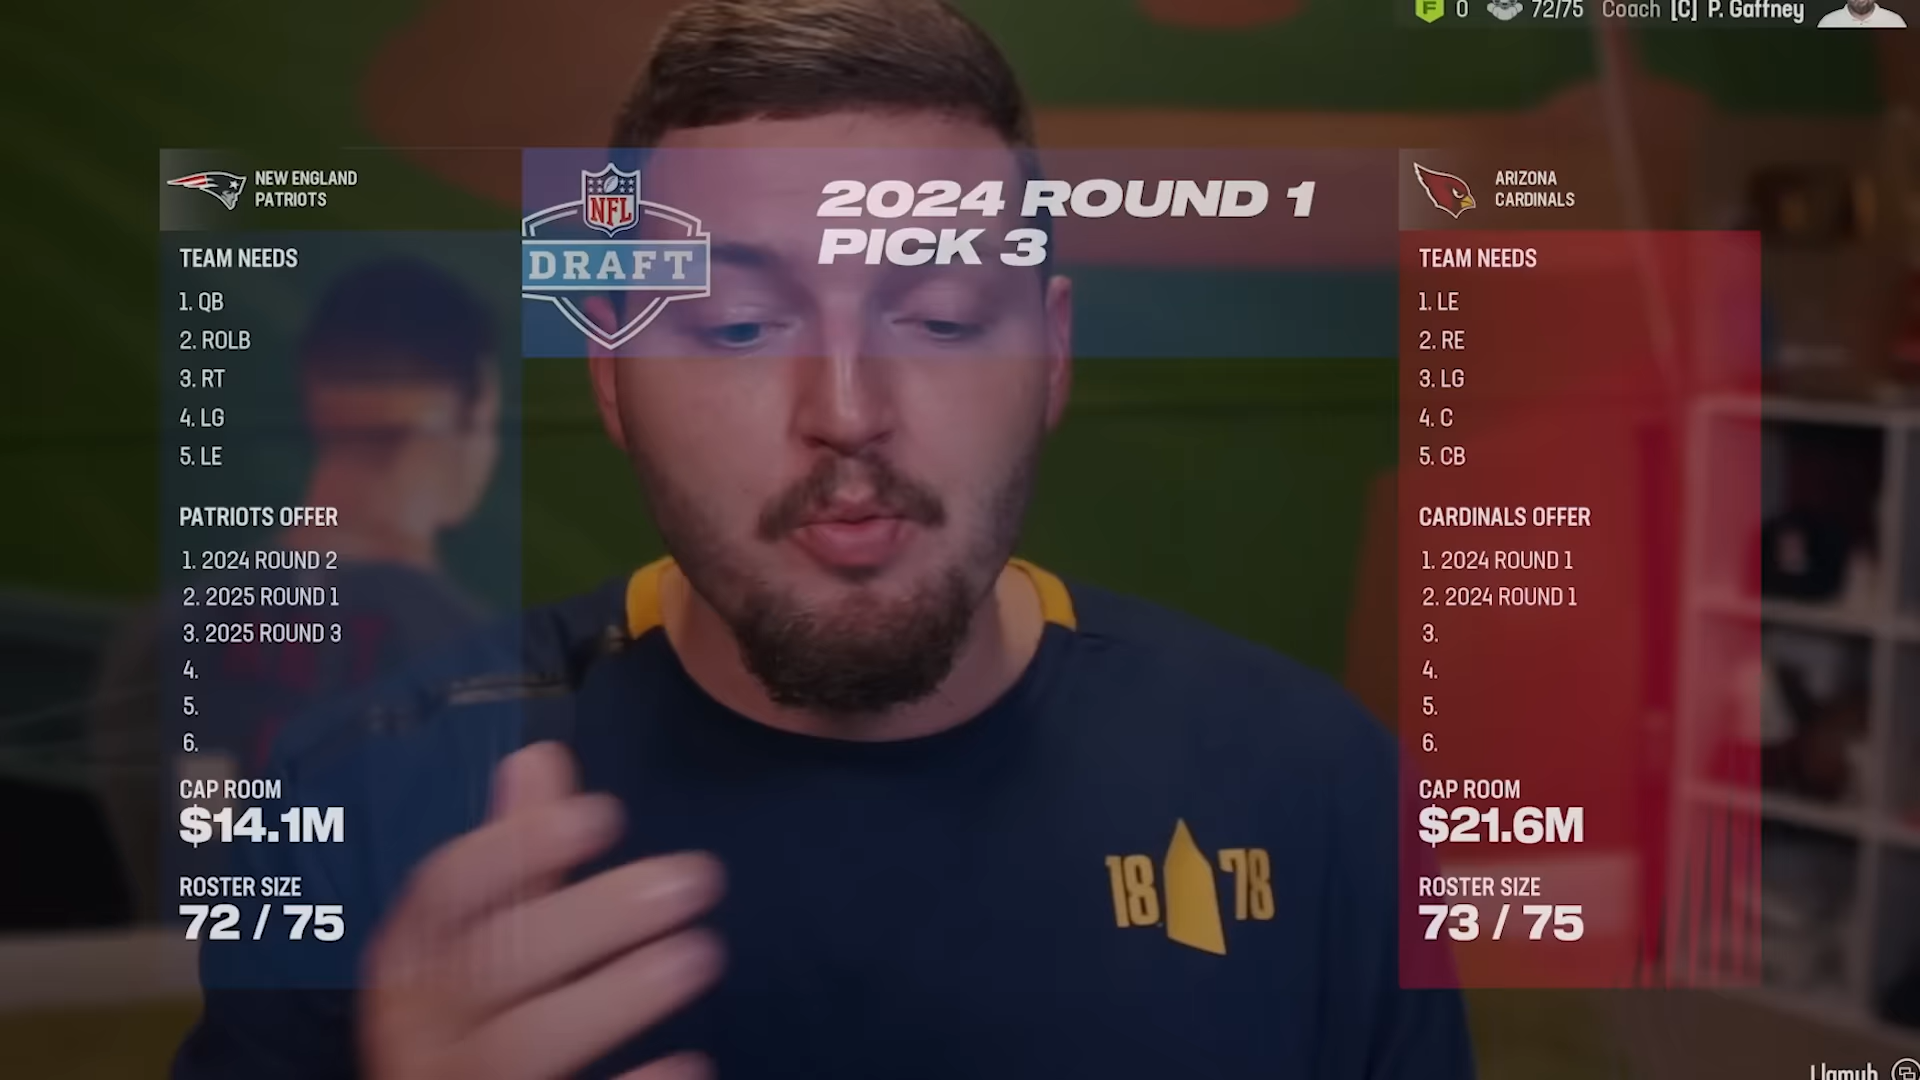 0 72/75 Coach [C] P. Gaffney
NEW ENGLAND
PATRIOTS
TEAM NEEDS
1. QB
2. ROLB
3. RT
4. LG
5. LE
PATRIOTS OFFER
1. 2024 ROUND 2
2. 2025 ROUND 1
3. 2025 ROUND 3
4.
5.
6.
CAP ROOM
$14.1M
ROSTER SIZE
72 / 75
NFL
DRAFT
2024 ROUND 1
PICK 3
ARIZONA
CARDINALS
TEAM NEEDS
1. LE
2. RE
3. LG
4. C
5. CB
CARDINALS OFFER
1. 2024 ROUND 1
2. 2024 ROUND 1
3.
4.
5.
6.
CAP ROOM
$21.6M
ROSTER SIZE
73 / 75
18 78